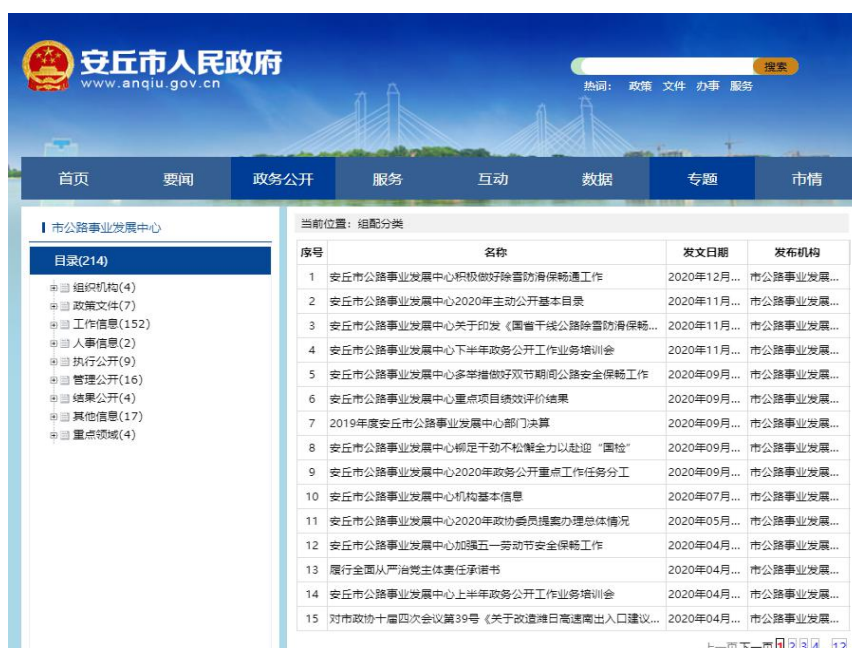 安丘市人民政府
www.anqiu.gov.cn
搜索
热词： 政策 文件 办事 服务
首页 要闻 政务公开 服务 互动 数据 专题 市情
市公路事业发展中心
目录(214)
组织机构(4)
政策文件(7)
工作信息(152)
人事信息(2)
执行公开(9)
管理公开(16)
结果公开(4)
其他信息(17)
重点领域(4)
当前位置：组配分类
序号 名称 发文日期 发布机构
1 安丘市公路事业发展中心积极做好除雪防滑保畅通工作 2020年12月... 市公路事业发展...
2 安丘市公路事业发展中心2020年主动公开基本目录 2020年11月... 市公路事业发展...
3 安丘市公路事业发展中心关于印发《国省干线公路除雪防滑保畅... 2020年11月... 市公路事业发展...
4 安丘市公路事业发展中心下半年政务公开工作业务培训会 2020年11月... 市公路事业发展...
5 安丘市公路事业发展中心多举措做好双节期间公路安全保畅工作 2020年09月... 市公路事业发展...
6 安丘市公路事业发展中心重点项目绩效评价结果 2020年09月... 市公路事业发展...
7 2019年度安丘市公路事业发展中心部门决算 2020年09月... 市公路事业发展...
8 安丘市公路事业发展中心铆足干劲不松懈全力以赴迎“国检” 2020年09月... 市公路事业发展...
9 安丘市公路事业发展中心2020年政务公开重点工作任务分工 2020年09月... 市公路事业发展...
10 安丘市公路事业发展中心机构基本信息 2020年07月... 市公路事业发展...
11 安丘市公路事业发展中心2020年政协委员提案办理总体情况 2020年05月... 市公路事业发展...
12 安丘市公路事业发展中心加强五一劳动节安全保畅工作 2020年04月... 市公路事业发展...
13 履行全面从严治党主体责任承诺书 2020年04月... 市公路事业发展...
14 安丘市公路事业发展中心上半年政务公开工作业务培训会 2020年04月... 市公路事业发展...
15 对市政协十届四次会议第39号《关于改造潍日高速南出入口建议... 2020年04月... 市公路事业发展...
上一页 下一页 1 2 3 4 ... 12